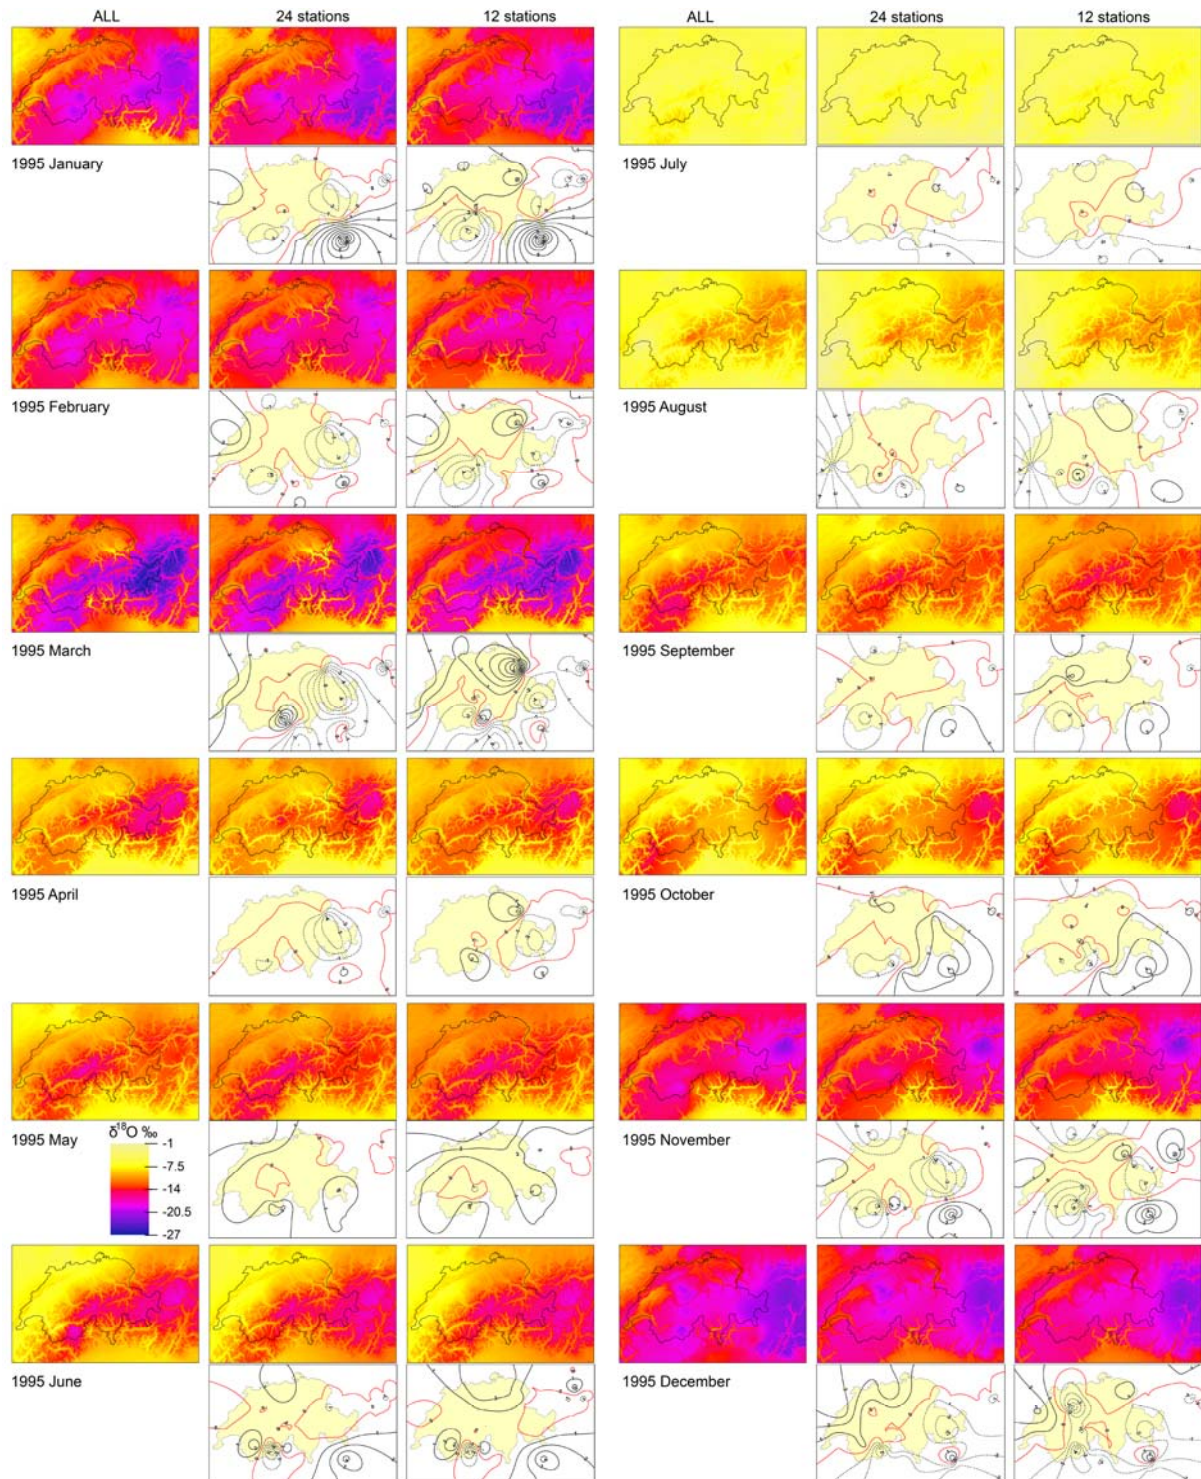 ALL 24 stations 12 stations ALL 24 stations 12 stations
1995 January 1995 July
1995 February 1995 August
1995 March 1995 September
1995 April 1995 October
1995 May 1995 November
δ¹⁸O ‰
-1
-7.5
-14
-20.5
-27
1995 June 1995 December